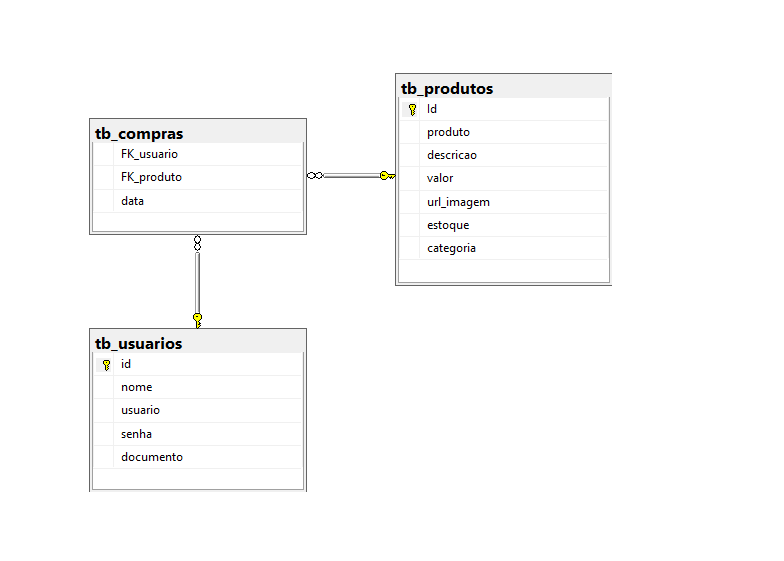 tb_compras
FK_usuario
FK_produto
data
tb_produtos
Id
produto
descricao
valor
url_imagem
estoque
categoria
tb_usuarios
id
nome
usuario
senha
documento